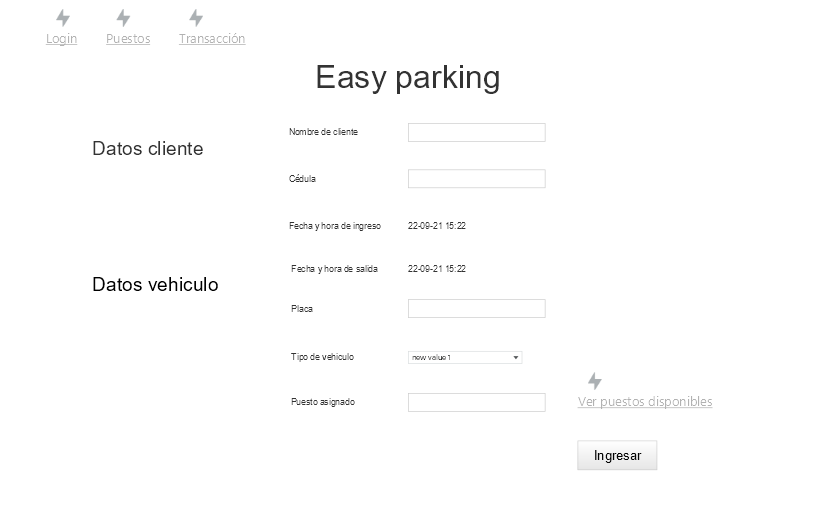 Login Puestos Transacción
Easy parking
Datos cliente
Nombre de cliente
Cédula
Fecha y hora de ingreso 22-09-21 15:22
Fecha y hora de salida 22-09-21 15:22
Datos vehiculo
Placa
Tipo de vehículo new value 1
Puesto asignado
Ver puestos disponibles
Ingresar